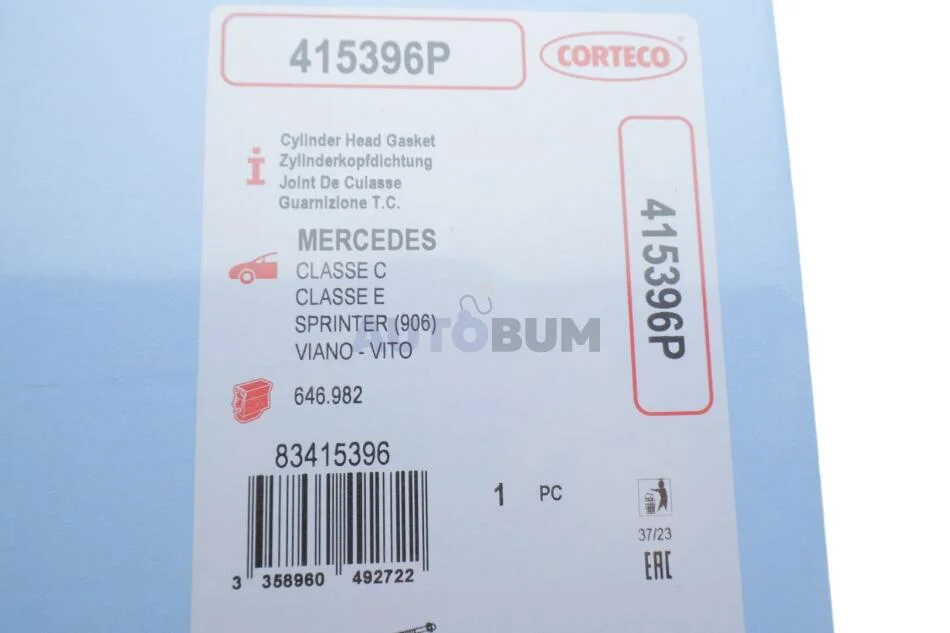 415396P
CORTECO
Cylinder Head Gasket
Zylinderkopfdichtung
Joint De Culasse
Guarnizione T.C.
415396P
MERCEDES
CLASSE C
CLASSE E
SPRINTER (906)
AUTOBUM
VIANO - VITO
646.982
83415396
1 PC
37/23
EAC
3 358960 492722